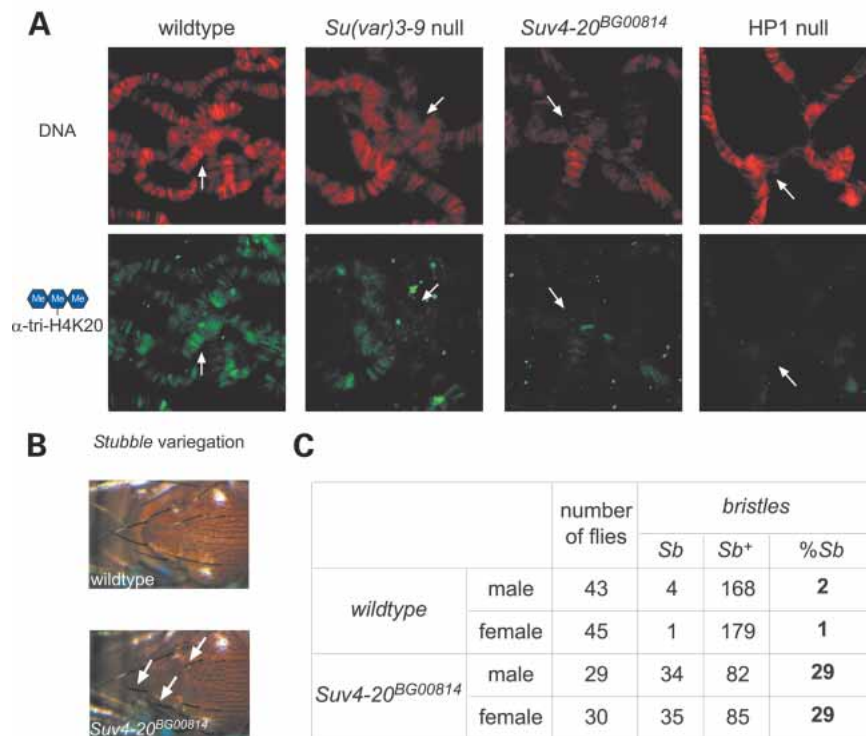 A
wildtype Su(var)3-9 null Suv4-20BG00814 HP1 null
DNA
Me Me Me
α-tri-H4K20
B
Stubble variegation
wildtype
Suv4-20BG00814
C
number of flies bristles
Sb Sb+ %Sb
wildtype male 43 4 168 2
female 45 1 179 1
Suv4-20BG00814 male 29 34 82 29
female 30 35 85 29